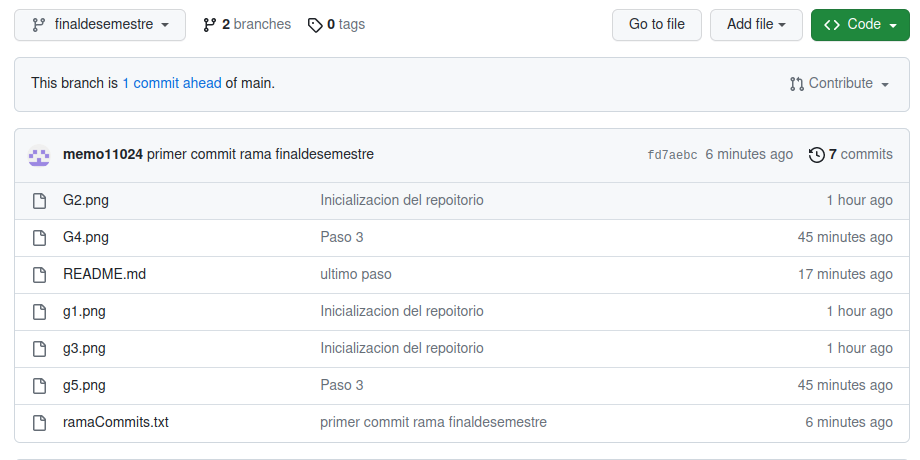 finaldesemestre 2 branches 0 tags Go to file Add file Code
This branch is 1 commit ahead of main. Contribute
memo11024 primer commit rama finaldesemestre fd7aebc 6 minutes ago 7 commits
G2.png Inicializacion del repoitorio 1 hour ago
G4.png Paso 3 45 minutes ago
README.md ultimo paso 17 minutes ago
g1.png Inicializacion del repoitorio 1 hour ago
g3.png Inicializacion del repoitorio 1 hour ago
g5.png Paso 3 45 minutes ago
ramaCommits.txt primer commit rama finaldesemestre 6 minutes ago